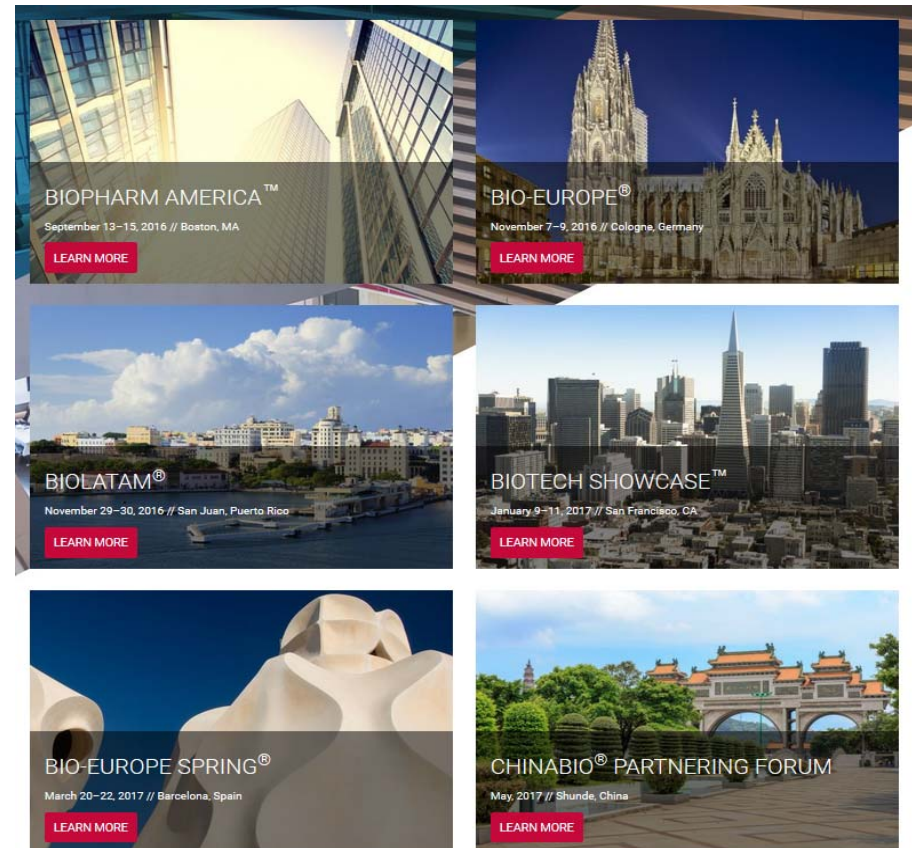 BIOPHARM AMERICA™
September 13–15, 2016 // Boston, MA
LEARN MORE
BIO-EUROPE®
November 7–9, 2016 // Cologne, Germany
LEARN MORE
BIOLATAM®
November 29–30, 2016 // San Juan, Puerto Rico
LEARN MORE
BIOTECH SHOWCASE™
January 9–11, 2017 // San Francisco, CA
LEARN MORE
BIO-EUROPE SPRING®
March 20–22, 2017 // Barcelona, Spain
LEARN MORE
CHINABIO® PARTNERING FORUM
May, 2017 // Shunde, China
LEARN MORE